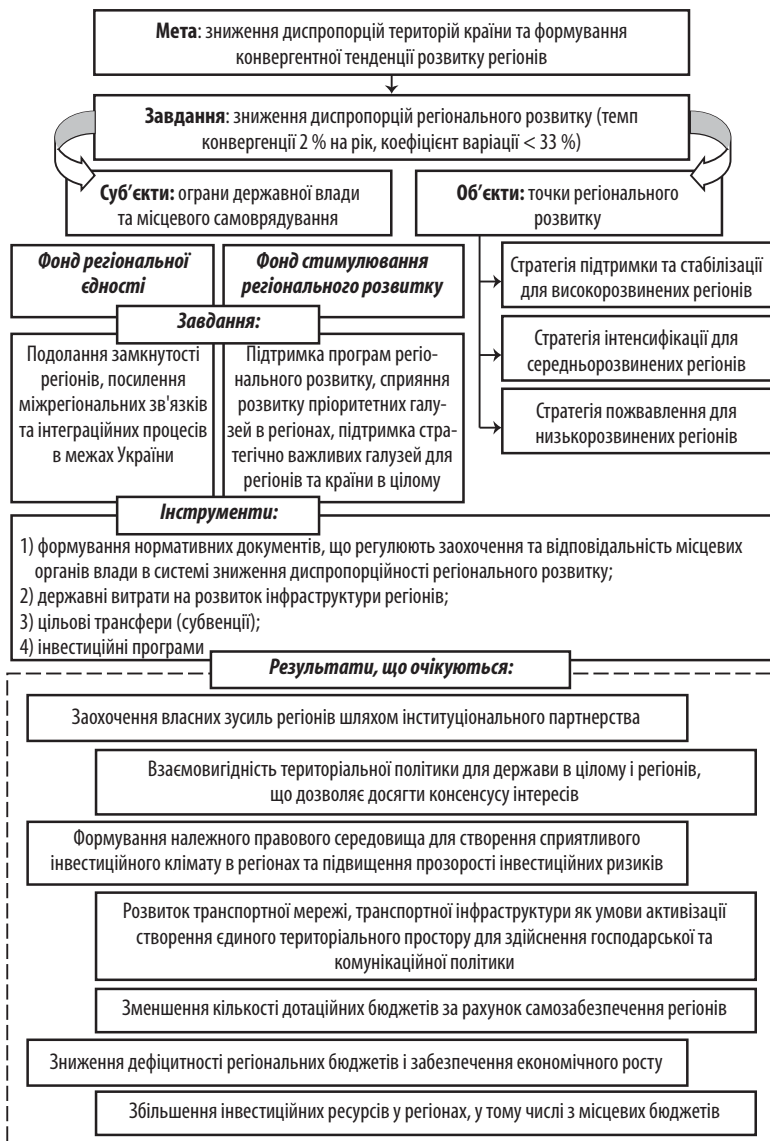 Мета: зниження диспропорцій територій країни та формування
конвергентної тенденції розвитку регіонів
Завдання: зниження диспропорцій регіонального розвитку (темп
конвергенції 2 % на рік, коефіцієнт варіації < 33 %)
Суб’єкти: ограни державної влади
та місцевого самоврядування
Об’єкти: точки регіонального
розвитку
Фонд регіональної
єдності
Фонд стимулювання
регіонального розвитку
Стратегія підтримки та стабілізації
для високорозвинених регіонів
Стратегія інтенсифікації для
середньорозвинених регіонів
Стратегія пожвавлення для
низькорозвинених регіонів
Завдання:
Подолання замкнутості
регіонів, посилення
міжрегіональних зв'язків
та інтеграційних процесів
в межах України
Підтримка програм регіо-
нального розвитку, сприяння
розвитку пріоритетних галу-
зей в регіонах, підтримка стра-
тегічно важливих галузей для
регіонів та країни в цілому
Інструменти:
1) формування нормативних документів, що регулюють заохочення та відповідальність місцевих
органів влади в системі зниження диспропорційності регіонального розвитку;
2) державні витрати на розвиток інфраструктури регіонів;
3) цільові трансфери (субвенції);
4) інвестиційні програми
Результати, що очікуються:
Заохочення власних зусиль регіонів шляхом інституціонального партнерства
Взаємовигідність територіальної політики для держави в цілому і регіонів,
що дозволяє досягти консенсусу інтересів
Формування належного правового середовища для створення сприятливого
інвестиційного клімату в регіонах та підвищення прозорості інвестиційних ризиків
Розвиток транспортної мережі, транспортної інфраструктури як умови активізації
створення єдиного територіального простору для здійснення господарської та
комунікаційної політики
Зменшення кількості дотаційних бюджетів за рахунок самозабезпечення регіонів
Зниження дефіцитності регіональних бюджетів і забезпечення економічного росту
Збільшення інвестиційних ресурсів у регіонах, у тому числі з місцевих бюджетів